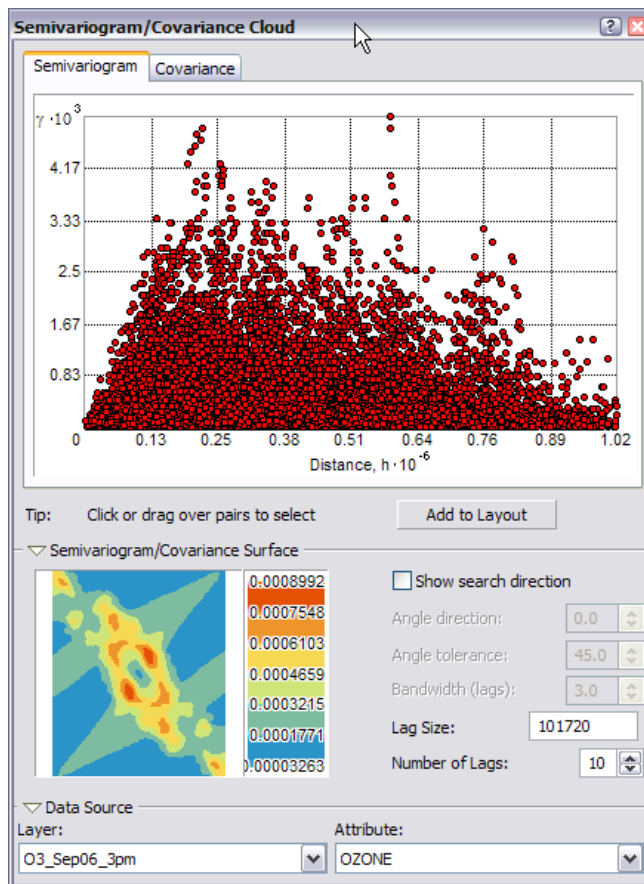 Semivariogram/Covariance Cloud
Semivariogram Covariance
γ·10 3
4.17
3.33
2.5
1.67
0.83
0 0.13 0.25 0.38 0.51 0.64 0.76 0.89 1.02
Distance, h·10 -6
Tip: Click or drag over pairs to select Add to Layout
Semivariogram/Covariance Surface
0.0008992
0.0007548
0.0006103
0.0004659
0.0003215
0.0001771
0.00003263
Show search direction
Angle direction: 0.0
Angle tolerance: 45.0
Bandwidth (lags): 3.0
Lag Size: 101720
Number of Lags: 10
Data Source
Layer: Attribute:
O3_Sep06_3pm OZONE